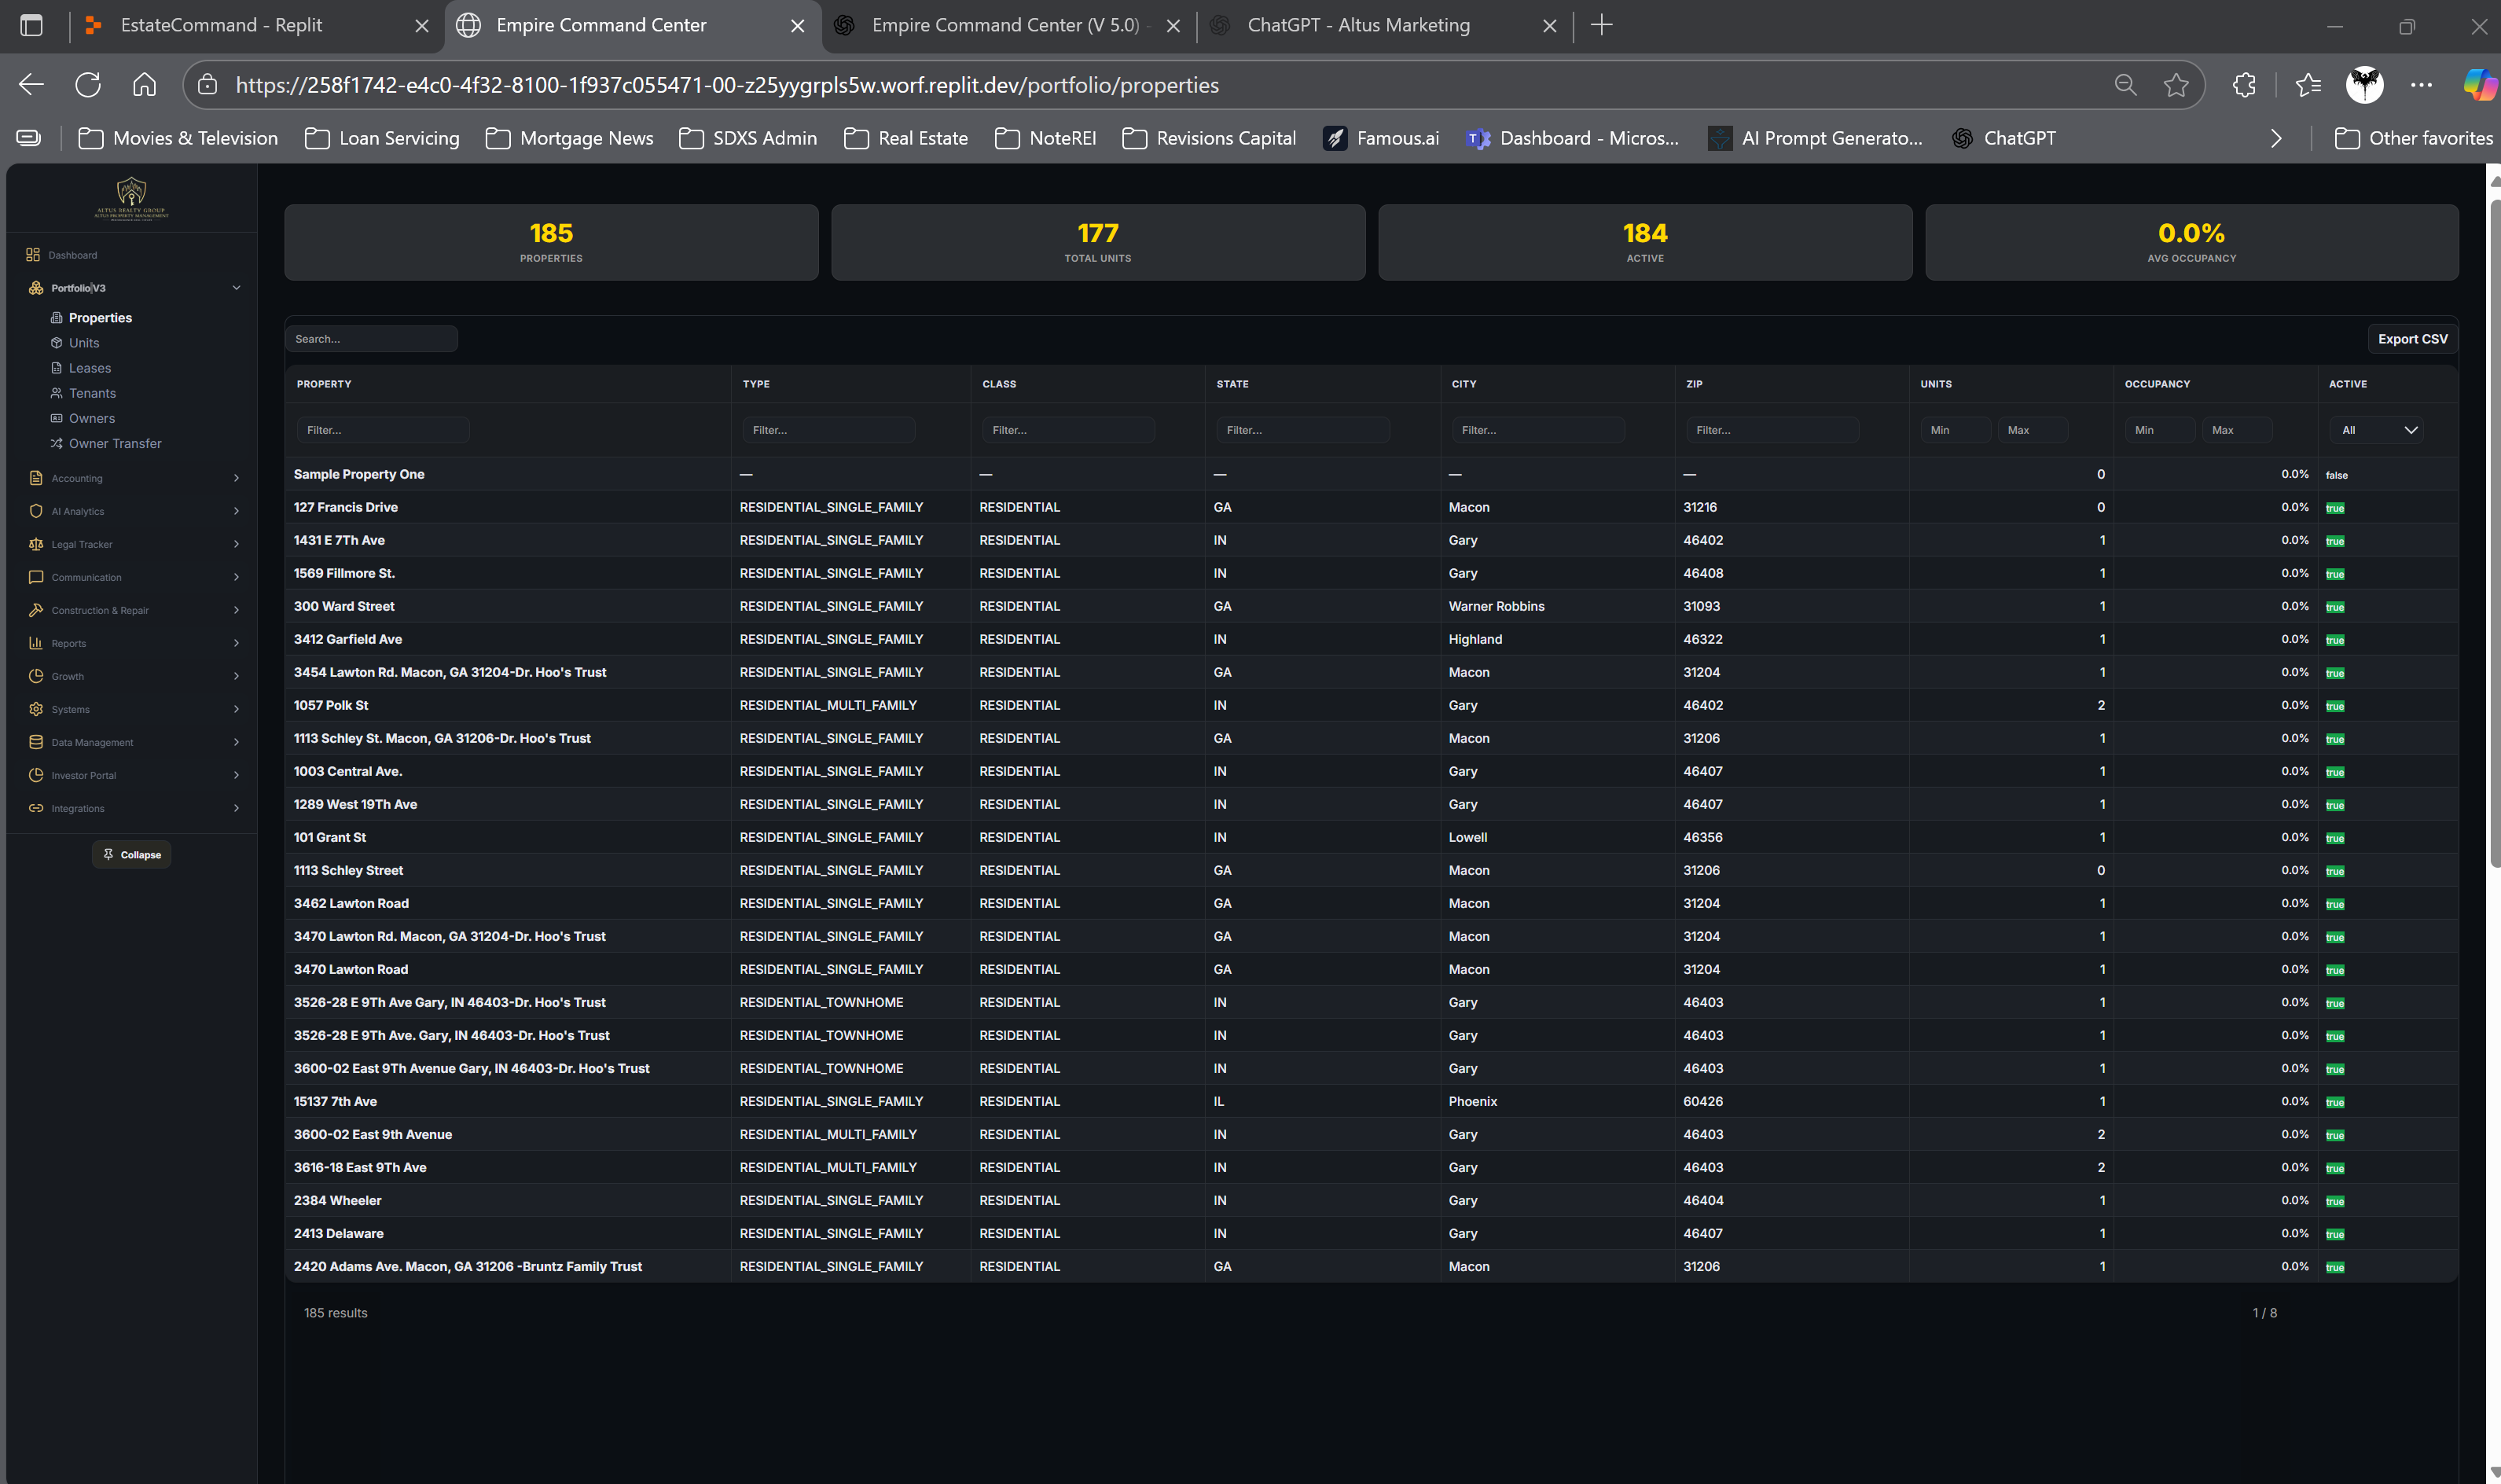 EstateCommand - Replit
Empire Command Center
Empire Command Center (V 5.0) -
ChatGPT - Altus Marketing
https://258f1742-e4c0-4f32-8100-1f937c055471-00-z25yygrpls5w.worf.replit.dev/portfolio/properties
Movies & Television
Loan Servicing
Mortgage News
SDXS Admin
Real Estate
NoteREI
Revisions Capital
Famous.ai
Dashboard - Micros...
AI Prompt Generato...
ChatGPT
Other favorites
ALTUS REALTY GROUP
ALTUS PROPERTY MANAGEMENT
Dashboard
Portfolio V3
Properties
Units
Leases
Tenants
Owners
Owner Transfer
Accounting
AI Analytics
Legal Tracker
Communication
Construction & Repair
Reports
Growth
Systems
Data Management
Investor Portal
Integrations
Collapse
185 PROPERTIES
177 TOTAL UNITS
184 ACTIVE
0.0% AVG OCCUPANCY
Search...
Export CSV
PROPERTY TYPE CLASS STATE CITY ZIP UNITS OCCUPANCY ACTIVE
Filter... Filter... Filter... Filter... Filter... Filter... Min Max Min Max All
Sample Property One — — — — — 0 0.0% false
127 Francis Drive RESIDENTIAL_SINGLE_FAMILY RESIDENTIAL GA Macon 31216 0 0.0% true
1431 E 7Th Ave RESIDENTIAL_SINGLE_FAMILY RESIDENTIAL IN Gary 46402 1 0.0% true
1569 Fillmore St. RESIDENTIAL_SINGLE_FAMILY RESIDENTIAL IN Gary 46408 1 0.0% true
300 Ward Street RESIDENTIAL_SINGLE_FAMILY RESIDENTIAL GA Warner Robbins 31093 1 0.0% true
3412 Garfield Ave RESIDENTIAL_SINGLE_FAMILY RESIDENTIAL IN Highland 46322 1 0.0% true
3454 Lawton Rd. Macon, GA 31204-Dr. Hoo's Trust RESIDENTIAL_SINGLE_FAMILY RESIDENTIAL GA Macon 31204 1 0.0% true
1057 Polk St RESIDENTIAL_MULTI_FAMILY RESIDENTIAL IN Gary 46402 2 0.0% true
1113 Schley St. Macon, GA 31206-Dr. Hoo's Trust RESIDENTIAL_SINGLE_FAMILY RESIDENTIAL GA Macon 31206 1 0.0% true
1003 Central Ave. RESIDENTIAL_SINGLE_FAMILY RESIDENTIAL IN Gary 46407 1 0.0% true
1289 West 19Th Ave RESIDENTIAL_SINGLE_FAMILY RESIDENTIAL IN Gary 46407 1 0.0% true
101 Grant St RESIDENTIAL_SINGLE_FAMILY RESIDENTIAL IN Lowell 46356 1 0.0% true
1113 Schley Street RESIDENTIAL_SINGLE_FAMILY RESIDENTIAL GA Macon 31206 0 0.0% true
3462 Lawton Road RESIDENTIAL_SINGLE_FAMILY RESIDENTIAL GA Macon 31204 1 0.0% true
3470 Lawton Rd. Macon, GA 31204-Dr. Hoo's Trust RESIDENTIAL_SINGLE_FAMILY RESIDENTIAL GA Macon 31204 1 0.0% true
3470 Lawton Road RESIDENTIAL_SINGLE_FAMILY RESIDENTIAL GA Macon 31204 1 0.0% true
3526-28 E 9Th Ave Gary, IN 46403-Dr. Hoo's Trust RESIDENTIAL_TOWNHOME RESIDENTIAL IN Gary 46403 1 0.0% true
3526-28 E 9Th Ave. Gary, IN 46403-Dr. Hoo's Trust RESIDENTIAL_TOWNHOME RESIDENTIAL IN Gary 46403 1 0.0% true
3600-02 East 9Th Avenue Gary, IN 46403-Dr. Hoo's Trust RESIDENTIAL_TOWNHOME RESIDENTIAL IN Gary 46403 1 0.0% true
15137 7th Ave RESIDENTIAL_SINGLE_FAMILY RESIDENTIAL IL Phoenix 60426 1 0.0% true
3600-02 East 9th Avenue RESIDENTIAL_MULTI_FAMILY RESIDENTIAL IN Gary 46403 2 0.0% true
3616-18 East 9Th Ave RESIDENTIAL_MULTI_FAMILY RESIDENTIAL IN Gary 46403 2 0.0% true
2384 Wheeler RESIDENTIAL_SINGLE_FAMILY RESIDENTIAL IN Gary 46404 1 0.0% true
2413 Delaware RESIDENTIAL_SINGLE_FAMILY RESIDENTIAL IN Gary 46407 1 0.0% true
2420 Adams Ave. Macon, GA 31206 -Bruntz Family Trust RESIDENTIAL_SINGLE_FAMILY RESIDENTIAL GA Macon 31206 1 0.0% true
185 results
1 / 8